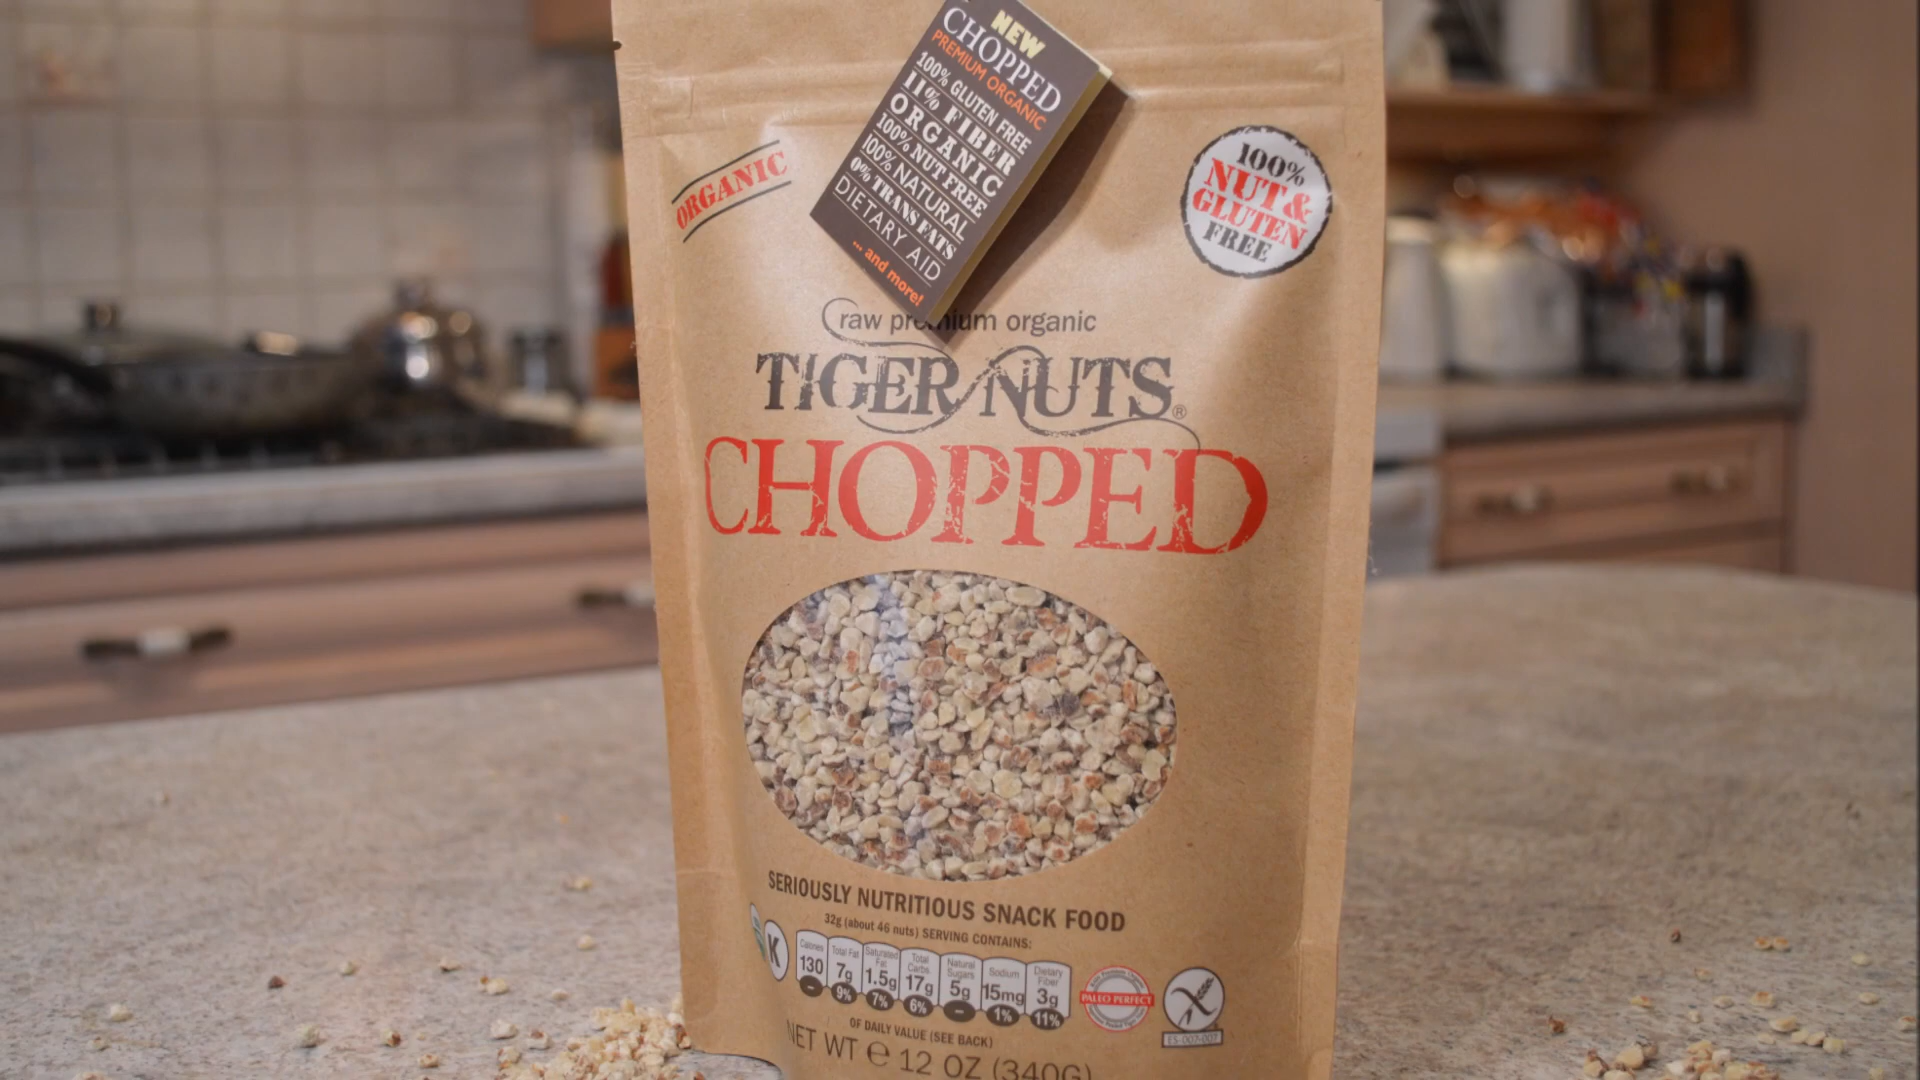 NEW
CHOPPED
PREMIUM ORGANIC
100% GLUTEN FREE
11% FIBER
ORGANIC
100% NUT FREE
100% NATURAL
0% TRANS FATS
DIETARY AID
... and more!
ORGANIC
100%
NUT &
GLUTEN
FREE
raw premium organic
TIGER NUTS®
CHOPPED
SERIOUSLY NUTRITIOUS SNACK FOOD
32g (about 46 nuts) SERVING CONTAINS:
K
Calories 130 –
Total Fat 7g 9%
Saturated Fat 1.5g 7%
Total Carbs 17g 6%
Natural Sugars 5g –
Sodium 15mg 1%
Dietary Fiber 3g 11%
OF DAILY VALUE (SEE BACK)
PALEO PERFECT
NET WT ℮ 12 OZ (340G)